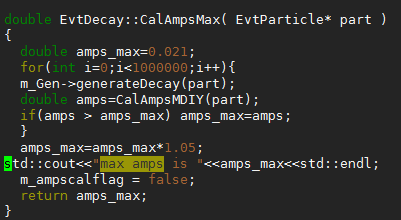 double EvtDecay::CalAmpsMax( EvtParticle* part )
{
  double amps_max=0.021;
  for(int i=0;i<1000000;i++){
  m_Gen->generateDecay(part);
  double amps=CalAmpsMDIY(part);
  if(amps > amps_max) amps_max=amps;
  }
  amps_max=amps_max*1.05;
std::cout<<"max amps is "<<amps_max<<std::endl;
  m_ampscalflag = false;
  return amps_max;
}